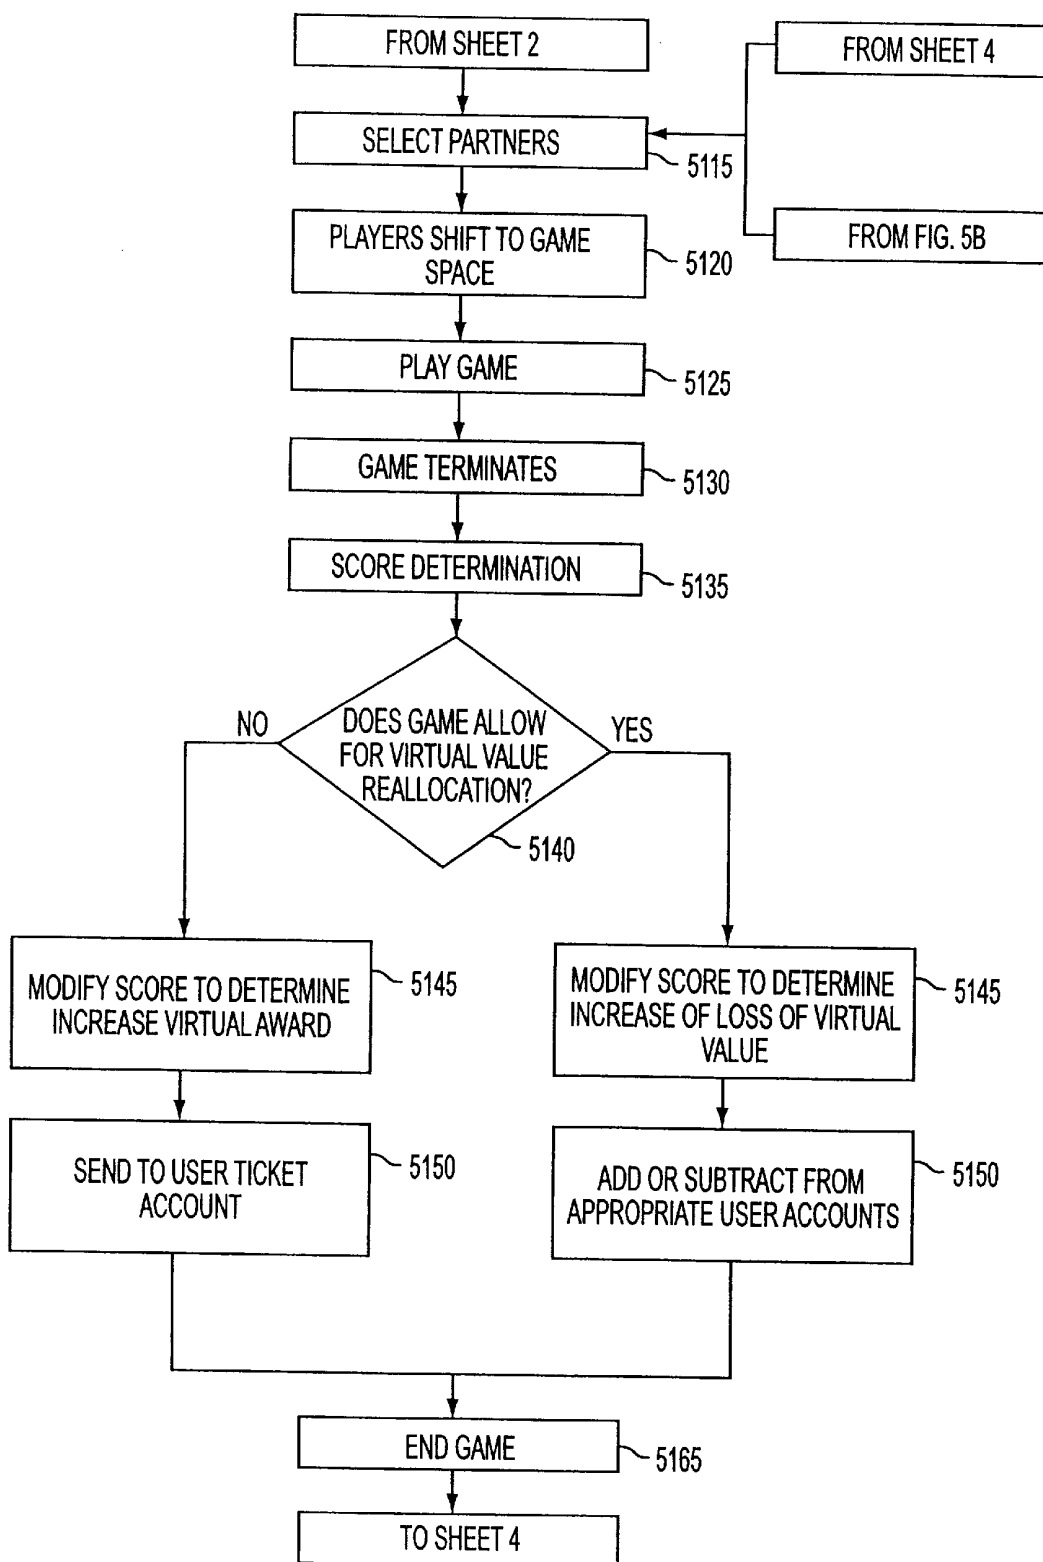 FROM SHEET 2
FROM SHEET 4
SELECT PARTNERS
5115
PLAYERS SHIFT TO GAME
SPACE
5120
FROM FIG. 5B
PLAY GAME
5125
GAME TERMINATES
5130
SCORE DETERMINATION
5135
NO
DOES GAME ALLOW
FOR VIRTUAL VALUE
REALLOCATION?
YES
5140
MODIFY SCORE TO DETERMINE
INCREASE VIRTUAL AWARD
5145
MODIFY SCORE TO DETERMINE
INCREASE OF LOSS OF VIRTUAL
VALUE
5145
SEND TO USER TICKET
ACCOUNT
5150
ADD OR SUBTRACT FROM
APPROPRIATE USER ACCOUNTS
5150
END GAME
5165
TO SHEET 4